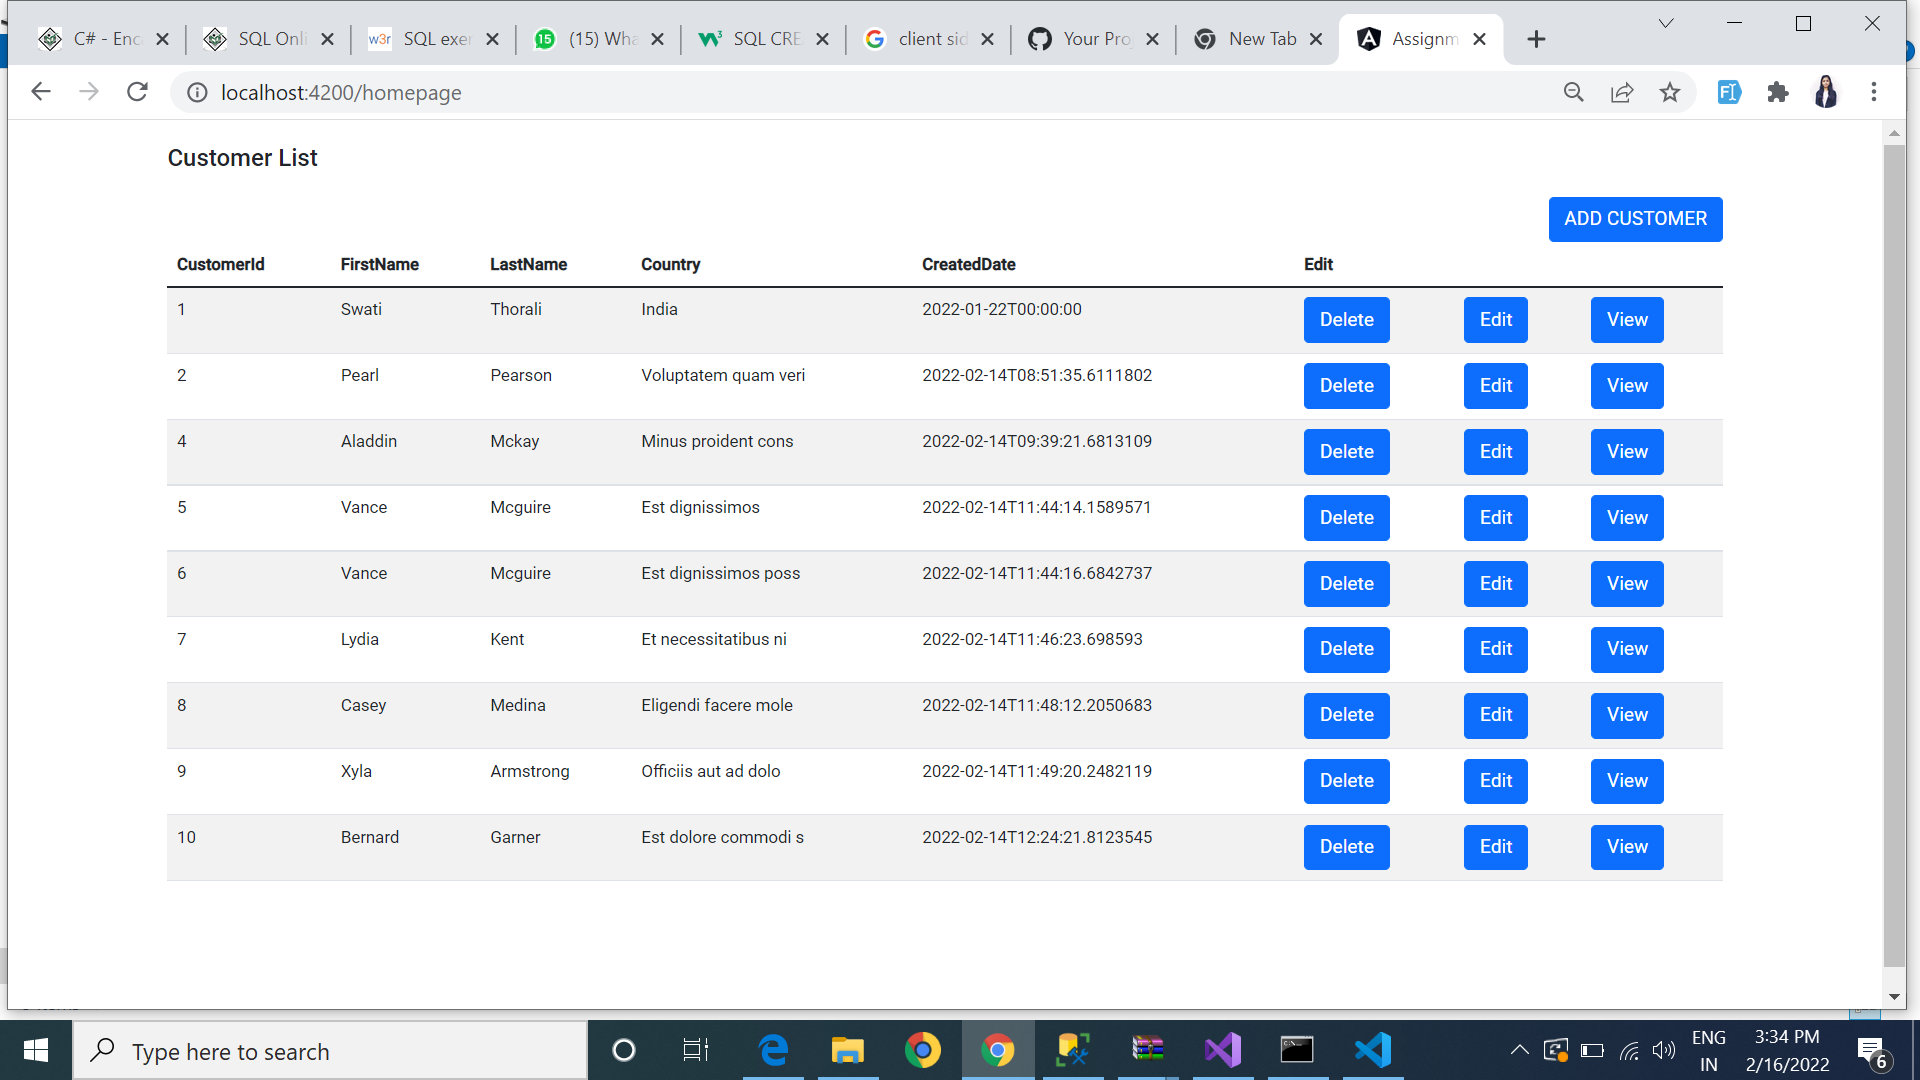 C# - Enc
SQL Onli
w3r SQL exer
15 (15) Wha
SQL CRE
client sid
Your Pro
New Tab
Assignm
localhost:4200/homepage
Customer List
ADD CUSTOMER
CustomerId FirstName LastName Country CreatedDate Edit
1 Swati Thorali India 2022-01-22T00:00:00 Delete Edit View
2 Pearl Pearson Voluptatem quam veri 2022-02-14T08:51:35.6111802 Delete Edit View
4 Aladdin Mckay Minus proident cons 2022-02-14T09:39:21.6813109 Delete Edit View
5 Vance Mcguire Est dignissimos 2022-02-14T11:44:14.1589571 Delete Edit View
6 Vance Mcguire Est dignissimos poss 2022-02-14T11:44:16.6842737 Delete Edit View
7 Lydia Kent Et necessitatibus ni 2022-02-14T11:46:23.698593 Delete Edit View
8 Casey Medina Eligendi facere mole 2022-02-14T11:48:12.2050683 Delete Edit View
9 Xyla Armstrong Officiis aut ad dolo 2022-02-14T11:49:20.2482119 Delete Edit View
10 Bernard Garner Est dolore commodi s 2022-02-14T12:24:21.8123545 Delete Edit View
Type here to search
ENG
IN
3:34 PM
2/16/2022
6